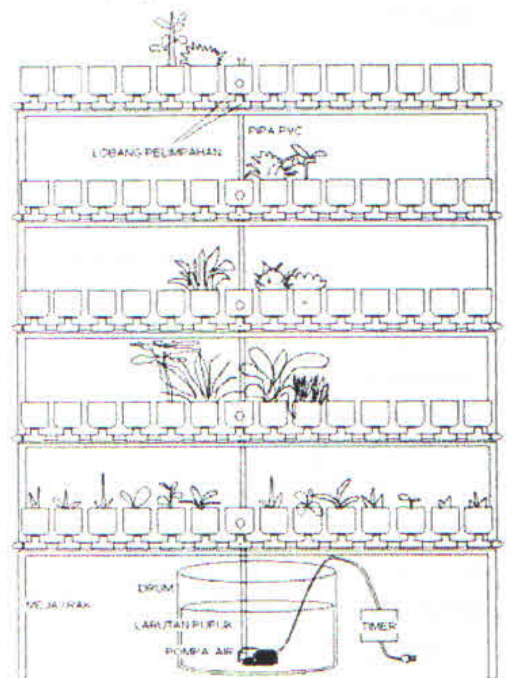 PIPA PVC
LOBANG PELIMPAHAN
DRUM
MEJA/RAK
LARUTAN PUPUK
TIMER
POMPA AIR